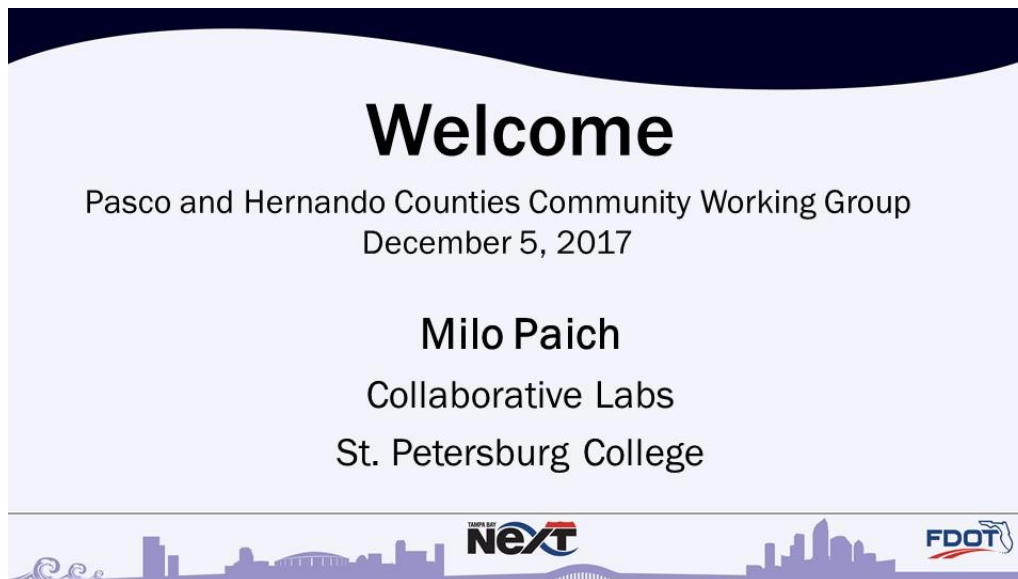 Welcome
Pasco and Hernando Counties Community Working Group
December 5, 2017
Milo Paich
Collaborative Labs
St. Petersburg College
TAMPA BAY
NEXT
FDOT